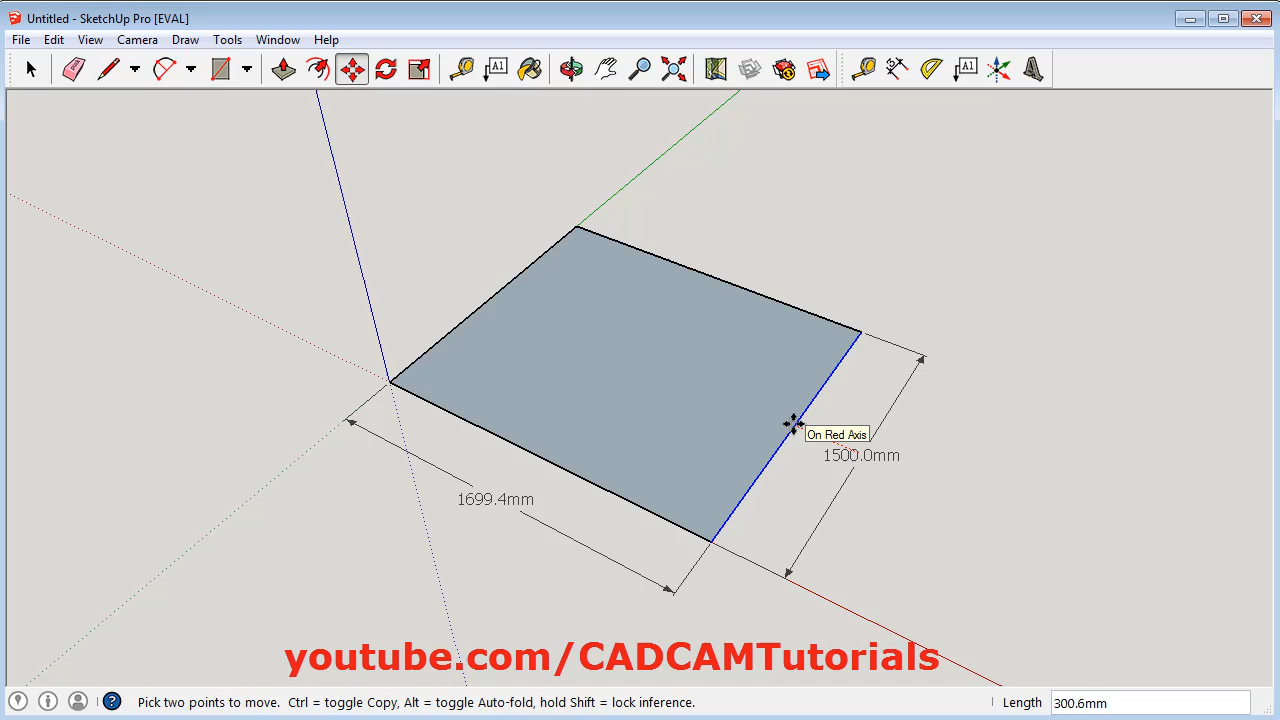 Untitled - SketchUp Pro [EVAL]
File Edit View Camera Draw Tools Window Help
A1 A1
On Red Axis
1500.0mm
1699.4mm
youtube.com/CADCAMTutorials
? Pick two points to move. Ctrl = toggle Copy, Alt = toggle Auto-fold, hold Shift = lock inference. Length 300.6mm